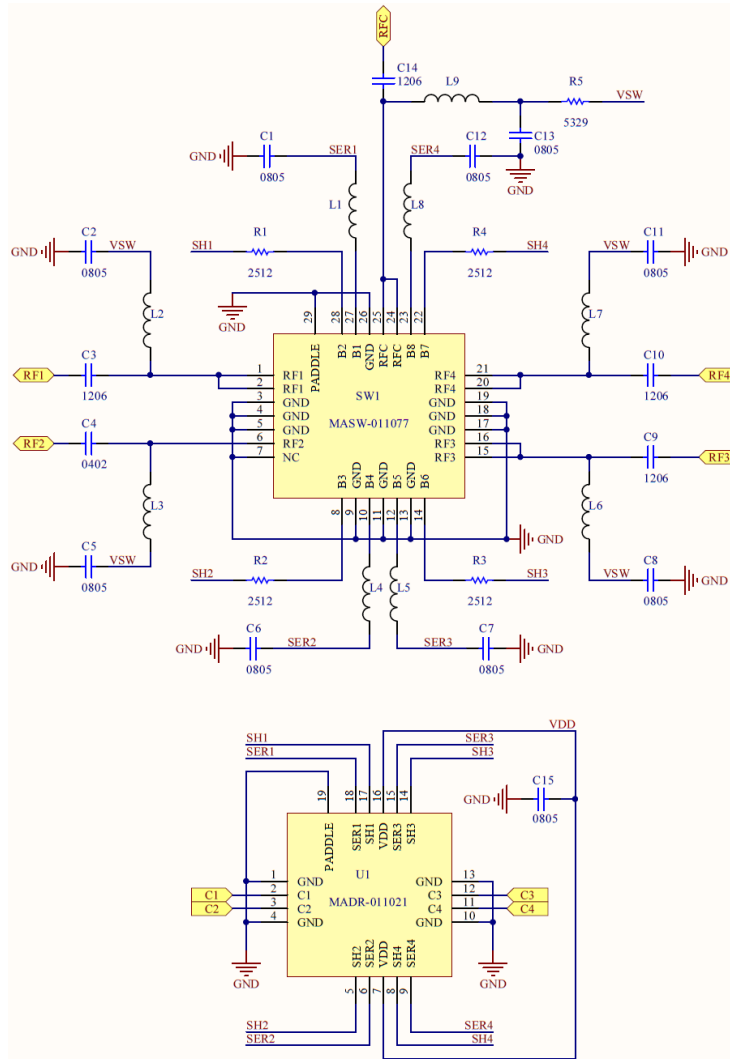 RFC
C14
1206
L9
R5
VSW
5329
C13
0805
GND
C1
SER1
GND
0805
SER4
C12
0805
L1
L8
C2
VSW
GND
0805
SH1
R1
2512
R4
SH4
2512
VSW
C11
GND
0805
L2
L7
GND
29
28
27
26
25
24
23
22
PADDLE
B2
B1
GND
RFC
RFC
B8
B7
RF1
C3
1206
1 RF1
2 RF1
3 GND
4 GND
5 GND
6 RF2
7 NC
SW1
MASW-011077
RF4 21
RF4 20
GND 19
GND 18
GND 17
RF3 16
RF3 15
C10
1206
RF4
RF2
C4
0402
C9
1206
RF3
B3
GND
B4
GND
B5
GND
B6
8
9
10
11
12
13
14
L3
L6
GND
C5
GND
VSW
0805
SH2
R2
2512
L4
L5
R3
SH3
2512
VSW
C8
GND
0805
C6
GND
SER2
0805
SER3
C7
GND
0805
VDD
SH1
SER1
SER3
SH3
19
18
17
16
15
14
C15
GND
0805
PADDLE
SER1
SH1
VDD
SER3
SH3
U1
MADR-011021
C1
C2
1 GND
2 C1
3 C2
4 GND
GND 13
C3 12
C4 11
GND 10
C3
C4
SH2
SER2
VDD
SH4
SER4
5
6
7
8
9
GND
GND
SH2
SER2
SER4
SH4